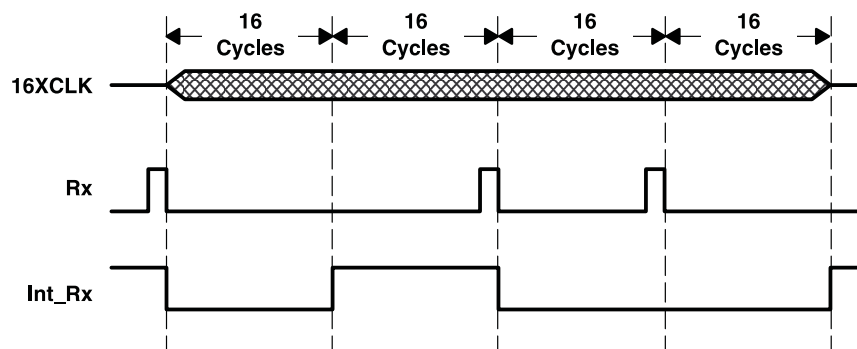 16 16 16 16
Cycles Cycles Cycles Cycles
16XCLK
Rx
Int_Rx